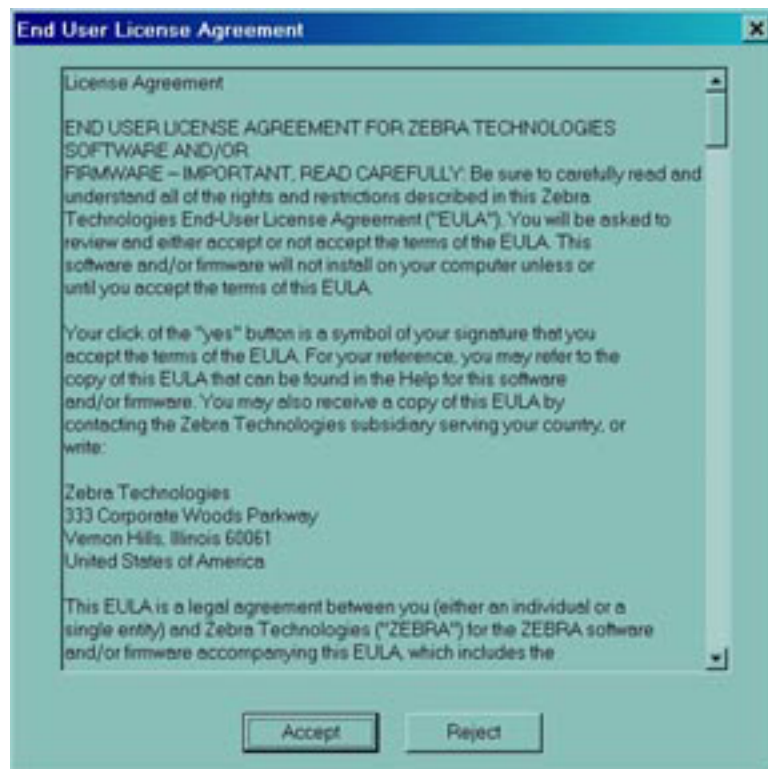 End User License Agreement
License Agreement
END USER LICENSE AGREEMENT FOR ZEBRA TECHNOLOGIES
SOFTWARE AND/OR
FIRMWARE – IMPORTANT, READ CAREFULLY: Be sure to carefully read and
understand all of the rights and restrictions described in this Zebra
Technologies End-User License Agreement ("EULA"). You will be asked to
review and either accept or not accept the terms of the EULA. This
software and/or firmware will not install on your computer unless or
until you accept the terms of this EULA.
Your click of the "yes" button is a symbol of your signature that you
accept the terms of the EULA. For your reference, you may refer to the
copy of this EULA that can be found in the Help for this software
and/or firmware. You may also receive a copy of this EULA by
contacting the Zebra Technologies subsidiary serving your country, or
write:
Zebra Technologies
333 Corporate Woods Parkway
Vernon Hills, Illinois 60061
United States of America
This EULA is a legal agreement between you (either an individual or a
single entity) and Zebra Technologies ("ZEBRA") for the ZEBRA software
and/or firmware accompanying this EULA, which includes the
Accept Reject